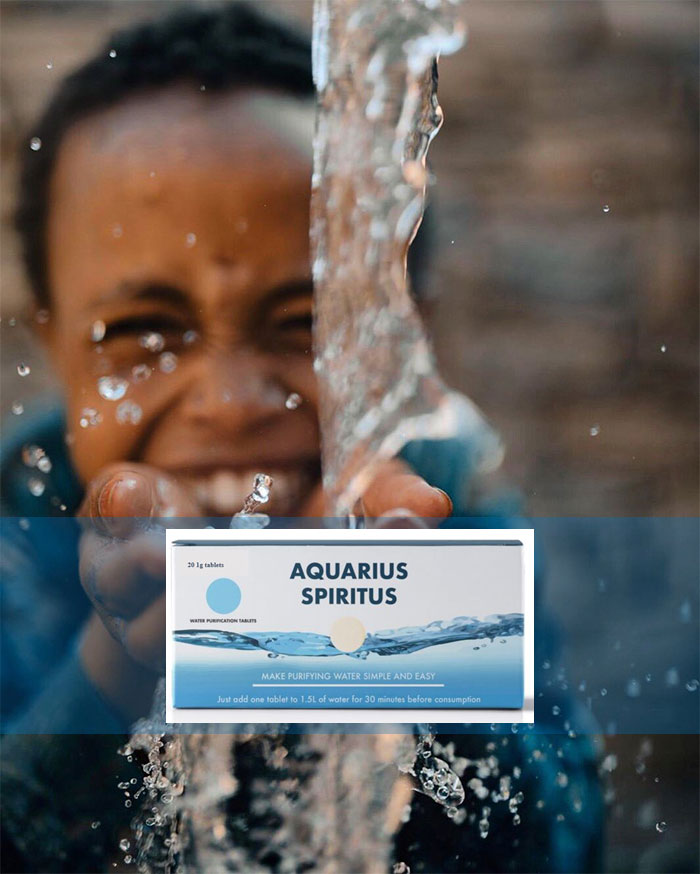 20 1g tablets
AQUARIUS
SPIRITUS
WATER PURIFICATION TABLETS
MAKE PURIFYING WATER SIMPLE AND EASY
Just add one tablet to 1.5L of water for 30 minutes before consumption